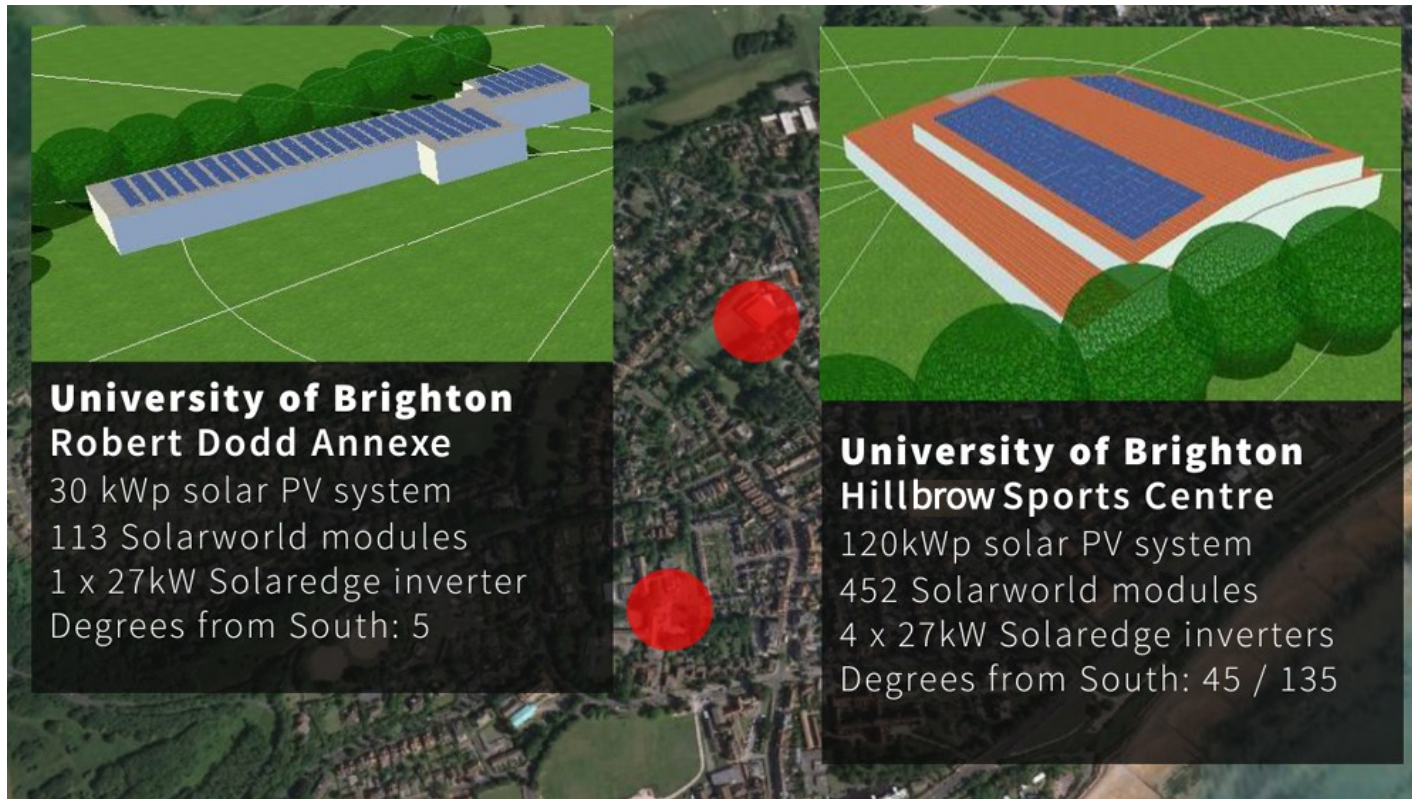 University of Brighton
Robert Dodd Annexe
30 kWp solar PV system
113 Solarworld modules
1 x 27kW Solaredge inverter
Degrees from South: 5
University of Brighton
Hillbrow Sports Centre
120kWp solar PV system
452 Solarworld modules
4 x 27kW Solaredge inverters
Degrees from South: 45 / 135